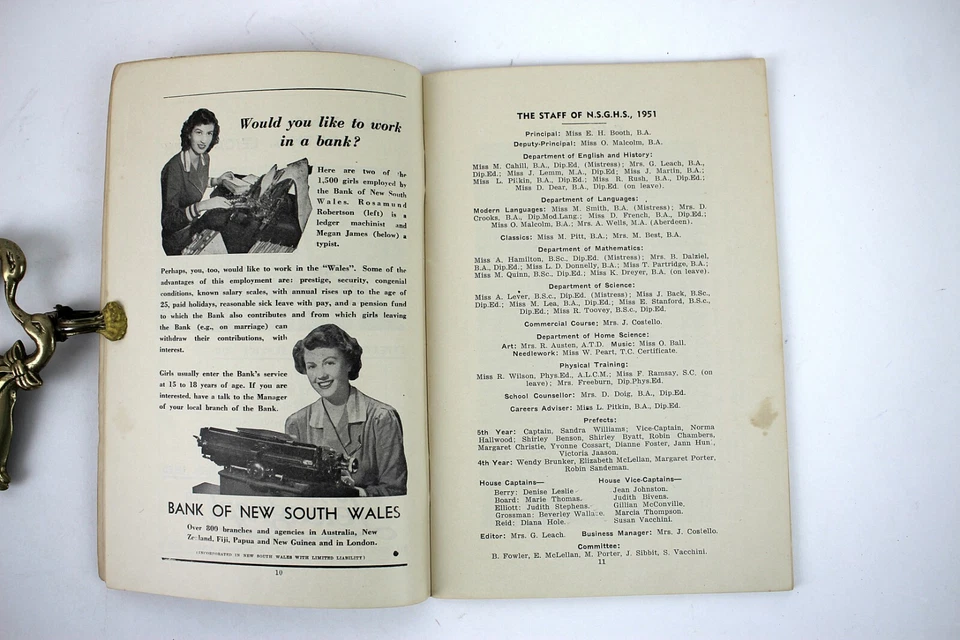 Would you like to work
in a bank?
Here are two of the
1,500 girls employed by
the Bank of New South
Wales. Rosamund
Robertson (left) is a
ledger machinist and
Megan James (below) a
typist.
Perhaps, you, too, would like to work in the "Wales". Some of the
advantages of this employment are: prestige, security, congenial
conditions, known salary scales, with annual rises up to the age of
25, paid holidays, reasonable sick leave with pay, and a pension fund
to which the Bank also contributes and from which girls leaving
the Bank (e.g., on marriage) can
withdraw their contributions, with
interest.
Girls usually enter the Bank's service
at 15 to 18 years of age. If you are
interested, have a talk to the Manager
of your local branch of the Bank.
BANK OF NEW SOUTH WALES
Over 800 branches and agencies in Australia, New
Zealand, Fiji, Papua and New Guinea and in London.
(INCORPORATED IN NEW SOUTH WALES WITH LIMITED LIABILITY)
10
THE STAFF OF N.S.G.H.S., 1951
Principal: Miss E. H. Booth, B.A.
Deputy-Principal: Miss O. Malcolm, B.A.
Department of English and History:
Miss M. Cahill, B.A., Dip.Ed. (Mistress); Mrs. G. Leach, B.A.,
Dip.Ed.; Miss J. Lemm, M.A., Dip.Ed; Miss J. Martin, B.A.;
Miss L. Pitkin, B.A., Dip.Ed.; Miss R. Rush, B.A., Dip.Ed.;
Miss D. Dear, B.A., Dip.Ed. (on leave).
Department of Languages:
Modern Languages: Miss M. Smith, B.A. (Mistress); Mrs. D.
Crooks, B.A., Dip.Mod.Lang.; Miss D. French, B.A., Dip.Ed.;
Miss O. Malcolm, B.A.; Mrs. A. Wells, M.A. (Aberdeen).
Classics: Miss M. Pitt, B.A.; Mrs. M. Best, B.A.
Department of Mathematics:
Miss A. Hamilton, B.Sc., Dip.Ed. (Mistress); Mrs. B. Dalziel,
B.A., Dip.Ed.; Miss L. D. Donnelly, B.A.; Miss T. Partridge, B.A.;
Miss M. Quinn, B.Sc., Dip.Ed.; Miss K. Dreyer, B.A. (on leave).
Department of Science:
Miss A. Lever, B.S.c., Dip.Ed. (Mistress); Miss J. Back, B.Sc.,
Dip.Ed.; Miss M. Lea, B.A., Dip.Ed.; Miss E. Stanford, B.S.c.,
Dip.Ed.; Miss R. Toovey, B.S.c., Dip.Ed.
Commercial Course; Mrs. J. Costello.
Department of Home Science:
Art: Mrs. R. Austen, A.T.D. Music: Miss O. Ball.
Needlework: Miss W. Peart, T.C. Certificate.
Physical Training:
Miss R. Wilson, Phys.Ed., A.L.C.M.; Miss F. Ramsay, S.C. (on
leave); Mrs. Freeburn, Dip.Phys.Ed.
School Counsellor: Mrs. D. Doig, B.A., Dip.Ed.
Careers Adviser: Miss L. Pitkin, B.A., Dip.Ed.
Prefects:
5th Year: Captain, Sandra Williams; Vice-Captain, Norma
Hallwood; Shirley Benson, Shirley Byatt, Robin Chambers,
Margaret Christie, Yvonne Cossart, Dianne Foster, Jann Hunt,
Victoria Jaason.
4th Year: Wendy Brunker, Elizabeth McLellan, Margaret Porter,
Robin Sandeman.
House Captains— House Vice-Captains—
Berry: Denise Leslie Jean Johnston.
Board: Marie Thomas. Judith Bivens.
Elliott: Judith Stephens. Gillian McConville.
Grossman: Beverley Wallace. Marcia Thompson.
Reid: Diana Hole. Susan Vacchini.
Editor: Mrs. G. Leach. Business Manager: Mrs. J. Costello.
Committee:
B. Fowler, E. McLellan, M. Porter, J. Sibbit, S. Vacchini.
11